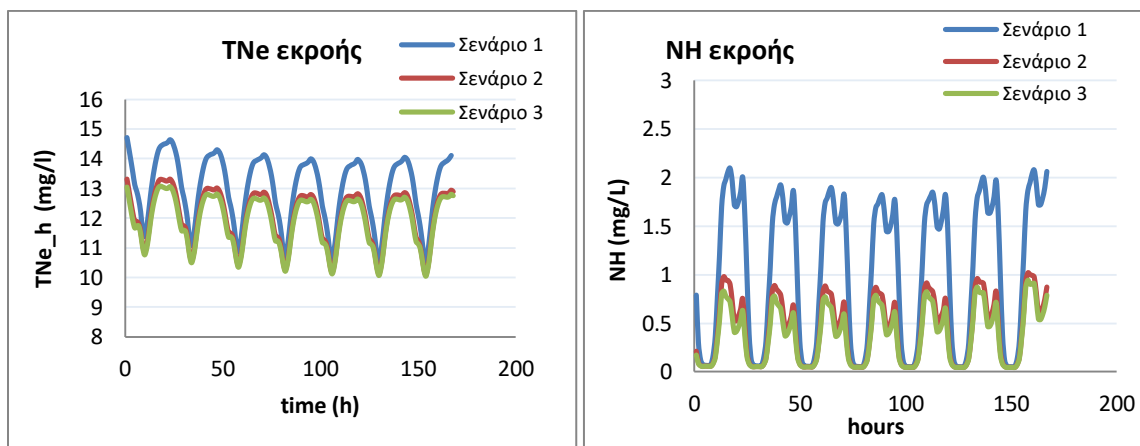 TNe εκροής
Σενάριο 1
Σενάριο 2
Σενάριο 3
TNe_h (mg/l)
16
15
14
13
12
11
10
9
8
0
50
100
150
200
time (h)
NH εκροής
Σενάριο 1
Σενάριο 2
Σενάριο 3
NH (mg/L)
3
2.5
2
1.5
1
0.5
0
0
50
100
150
200
hours